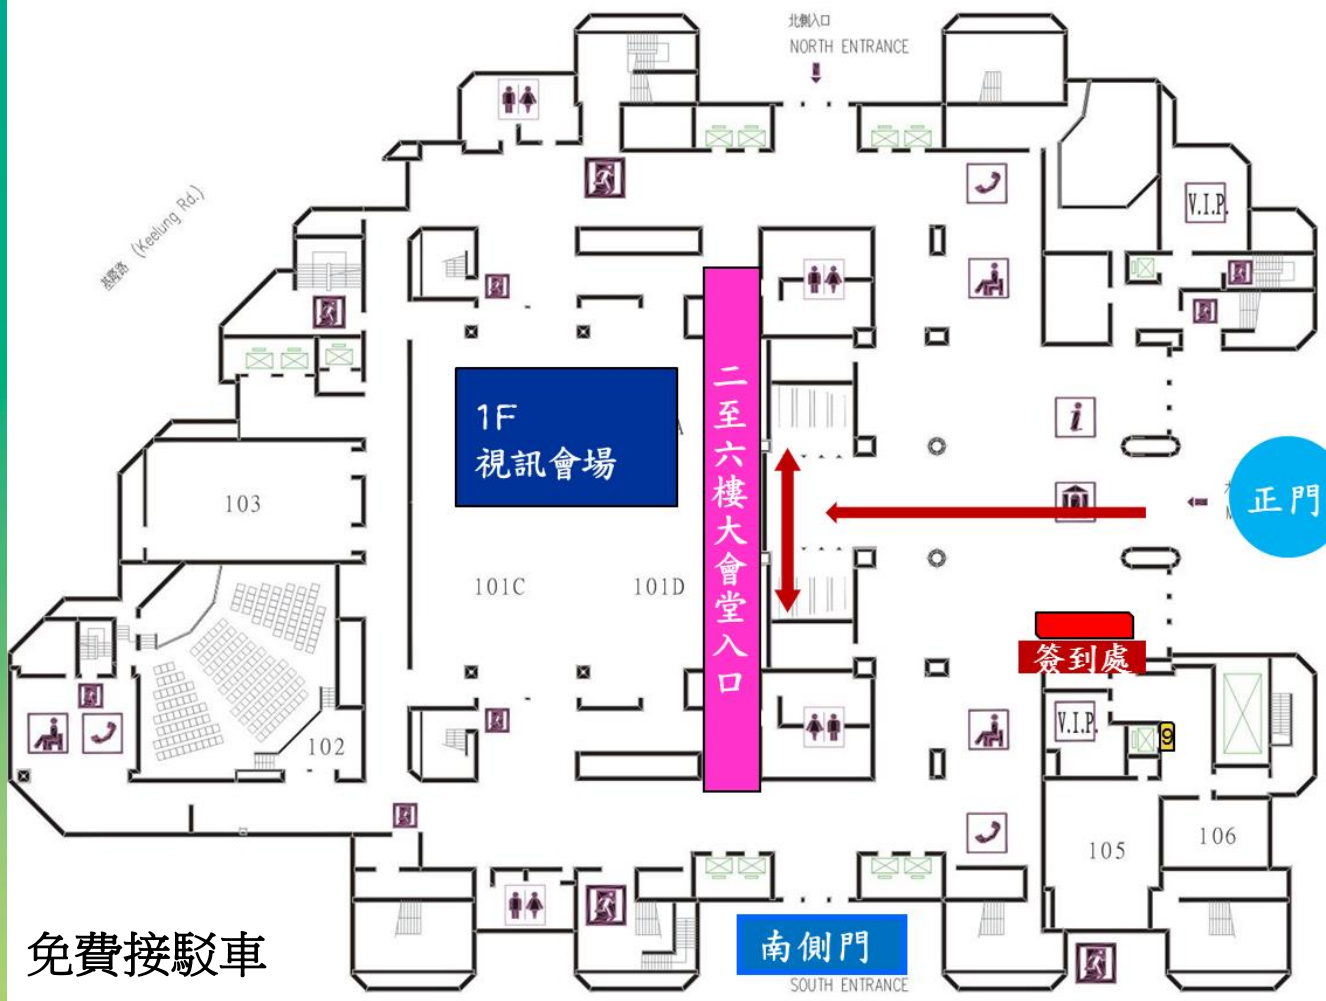 北側入口
NORTH ENTRANCE
基隆路 (Keelung Rd.)
V.I.P.
二至六樓大會堂入口
1F
視訊會場
A
103
正門
101C
101D
簽到處
102
V.I.P.
9
105
106
免費接駁車
南側門
SOUTH ENTRANCE